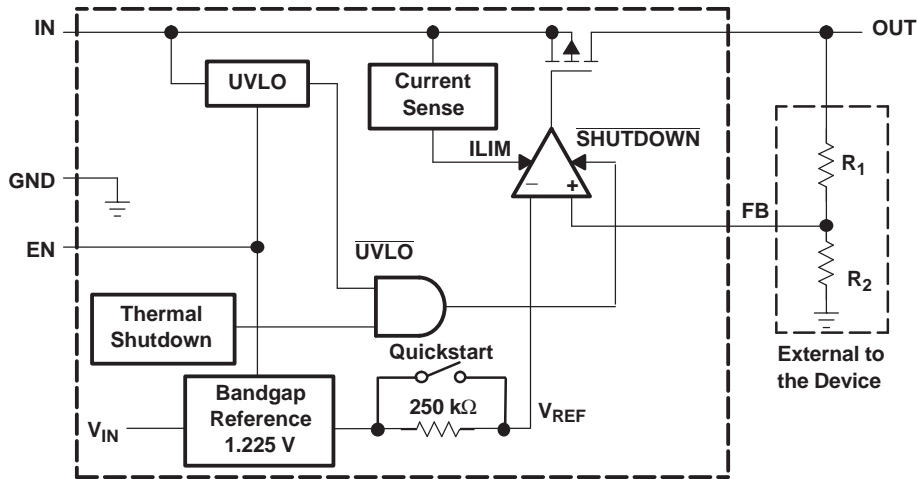 IN
OUT
UVLO
Current
Sense
SHUTDOWN
ILIM
R1
GND
− +
FB
EN
UVLO
R2
Thermal
Shutdown
Quickstart
External to
the Device
Bandgap
Reference
1.225 V
250 kΩ
VREF
VIN